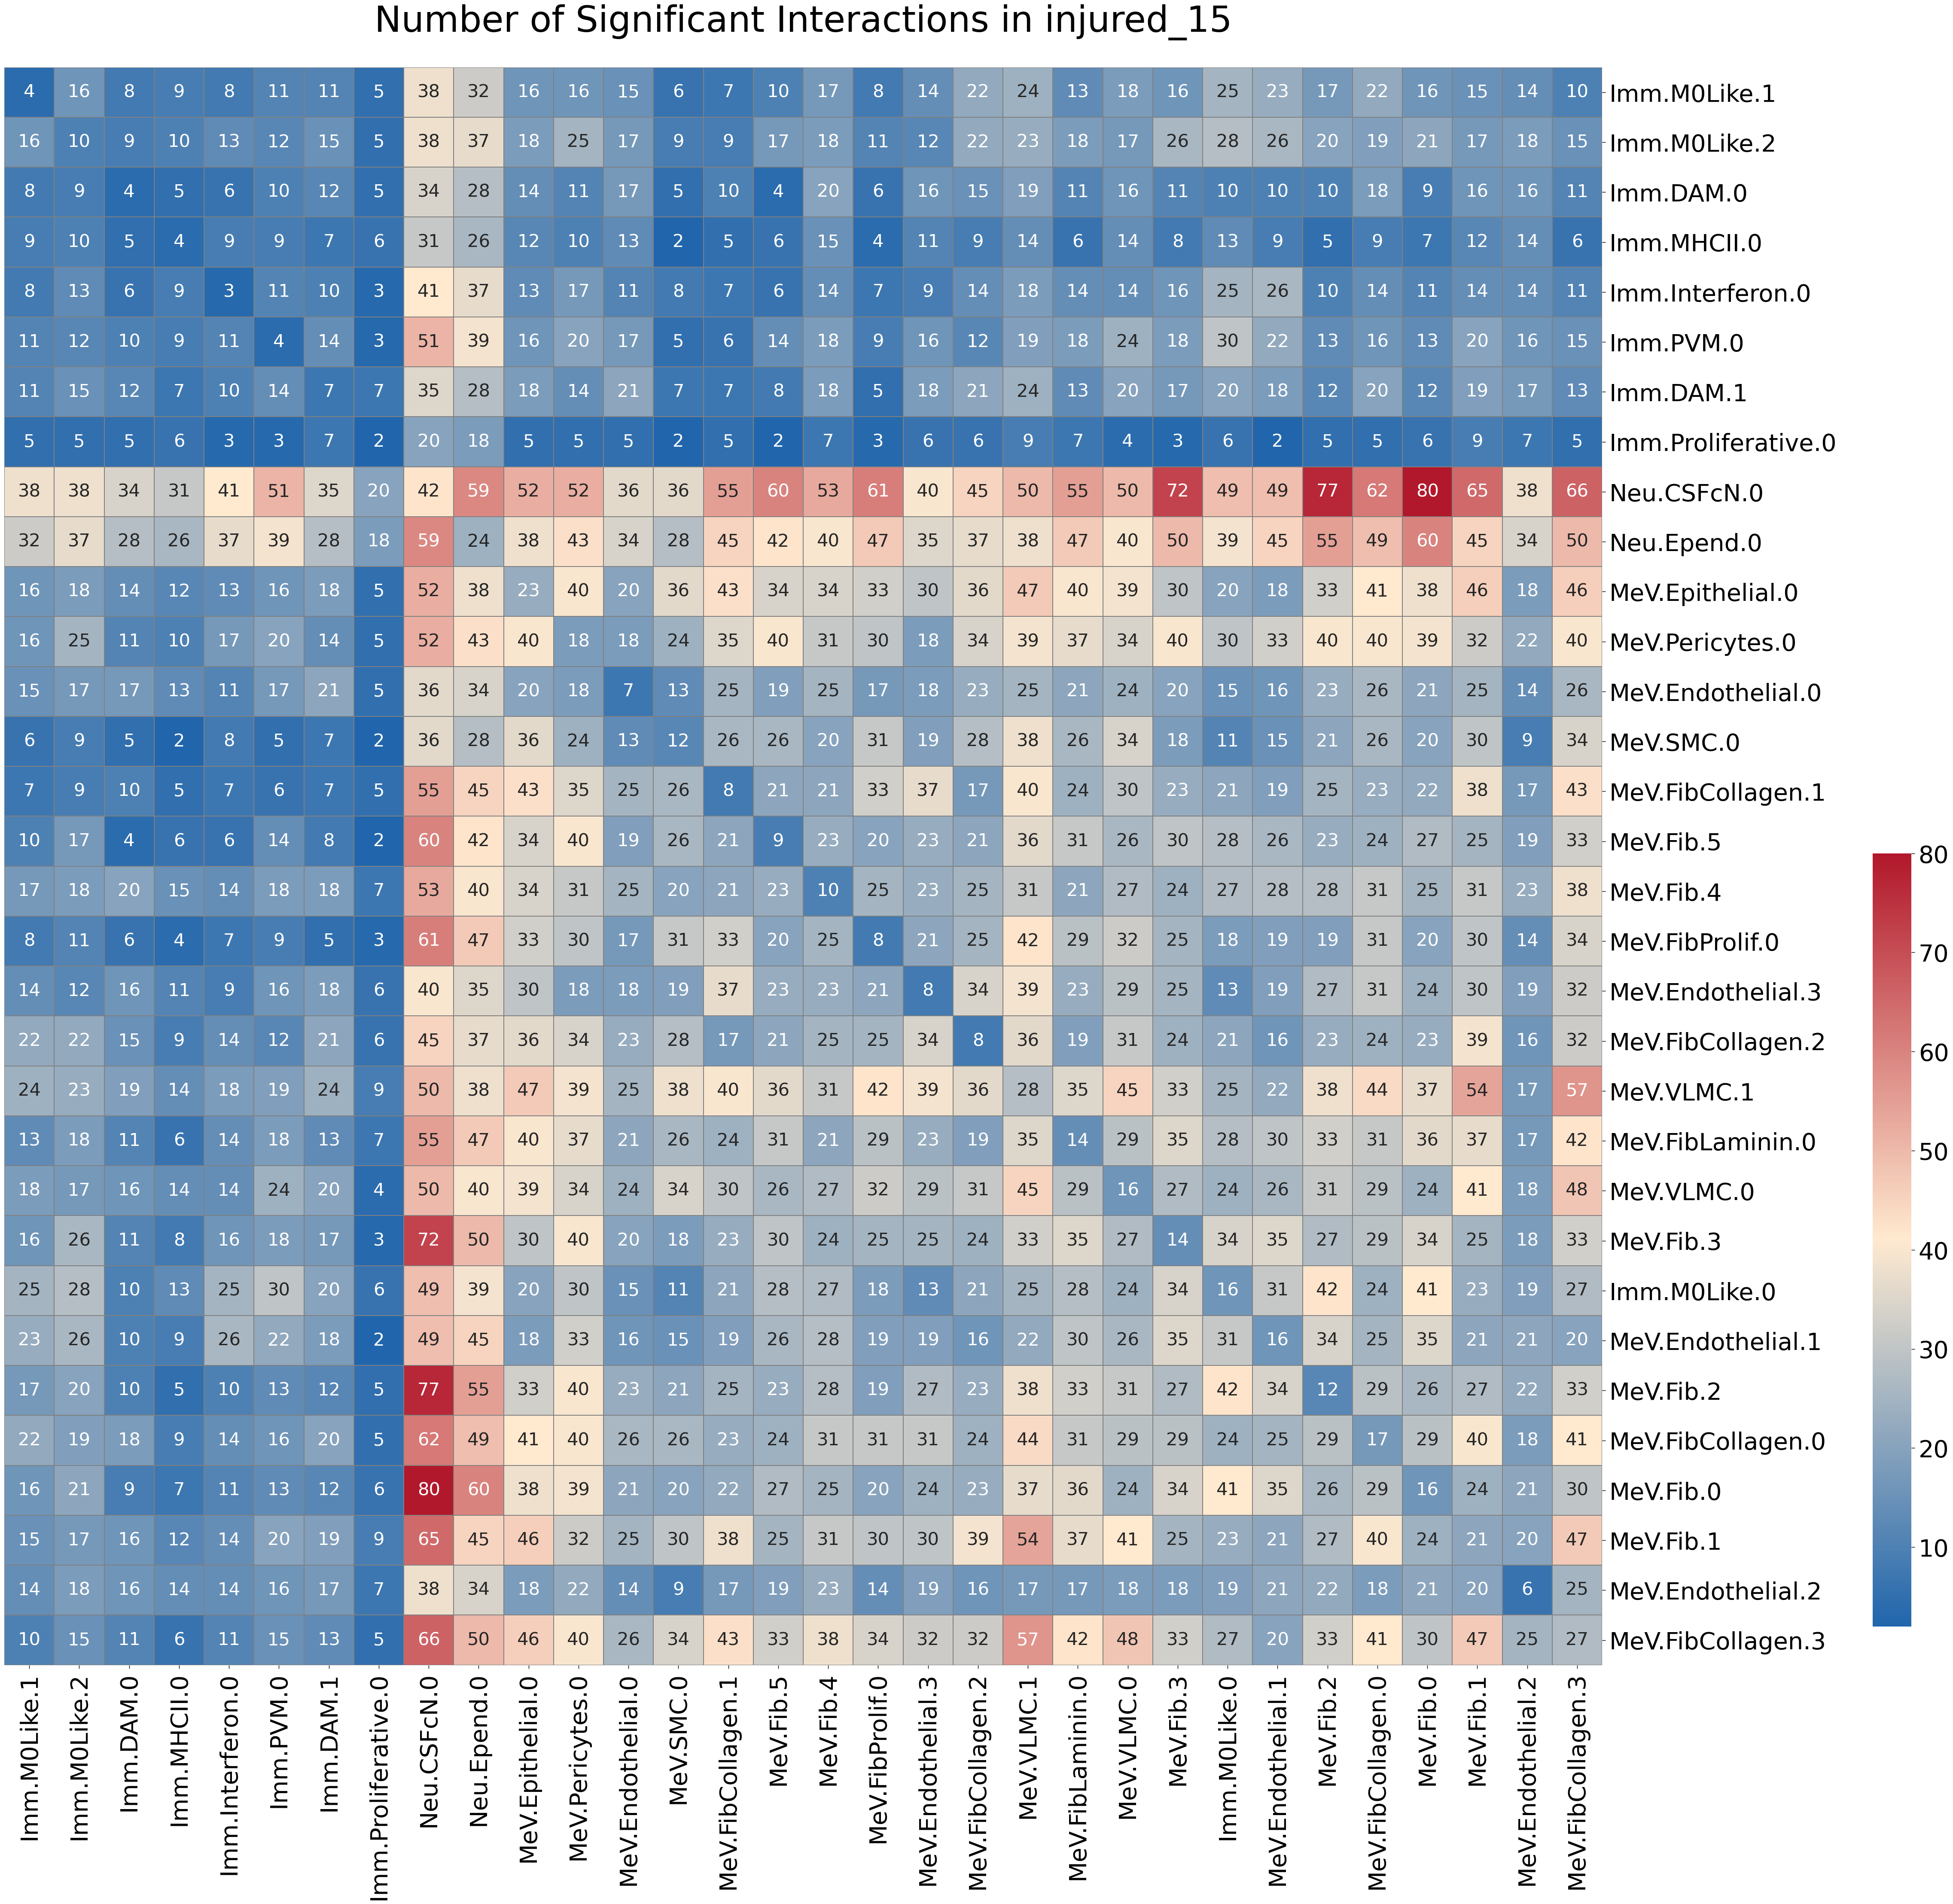 Number of Significant Interactions in injured_15
4 16 8 9 8 11 11 5 38 32 16 16 15 6 7 10 17 8 14 22 24 13 18 16 25 23 17 22 16 15 14 10 Imm.M0Like.1
16 10 9 10 13 12 15 5 38 37 18 25 17 9 9 17 18 11 12 22 23 18 17 26 28 26 20 19 21 17 18 15 Imm.M0Like.2
8 9 4 5 6 10 12 5 34 28 14 11 17 5 10 4 20 6 16 15 19 11 16 11 10 10 10 18 9 16 16 11 Imm.DAM.0
9 10 5 4 9 9 7 6 31 26 12 10 13 2 5 6 15 4 11 9 14 6 14 8 13 9 5 9 7 12 14 6 Imm.MHCII.0
8 13 6 9 3 11 10 3 41 37 13 17 11 8 7 6 14 7 9 14 18 14 14 16 25 26 10 14 11 14 14 11 Imm.Interferon.0
11 12 10 9 11 4 14 3 51 39 16 20 17 5 6 14 18 9 16 12 19 18 24 18 30 22 13 16 13 20 16 15 Imm.PVM.0
11 15 12 7 10 14 7 7 35 28 18 14 21 7 7 8 18 5 18 21 24 13 20 17 20 18 12 20 12 19 17 13 Imm.DAM.1
5 5 5 6 3 3 7 2 20 18 5 5 5 2 5 2 7 3 6 6 9 7 4 3 6 2 5 5 6 9 7 5 Imm.Proliferative.0
38 38 34 31 41 51 35 20 42 59 52 52 36 36 55 60 53 61 40 45 50 55 50 72 49 49 77 62 80 65 38 66 Neu.CSFcN.0
32 37 28 26 37 39 28 18 59 24 38 43 34 28 45 42 40 47 35 37 38 47 40 50 39 45 55 49 60 45 34 50 Neu.Epend.0
16 18 14 12 13 16 18 5 52 38 23 40 20 36 43 34 34 33 30 36 47 40 39 30 20 18 33 41 38 46 18 46 MeV.Epithelial.0
16 25 11 10 17 20 14 5 52 43 40 18 18 24 35 40 31 30 18 34 39 37 34 40 30 33 40 40 39 32 22 40 MeV.Pericytes.0
15 17 17 13 11 17 21 5 36 34 20 18 7 13 25 19 25 17 18 23 25 21 24 20 15 16 23 26 21 25 14 26 MeV.Endothelial.0
6 9 5 2 8 5 7 2 36 28 36 24 13 12 26 26 20 31 19 28 38 26 34 18 11 15 21 26 20 30 9 34 MeV.SMC.0
7 9 10 5 7 6 7 5 55 45 43 35 25 26 8 21 21 33 37 17 40 24 30 23 21 19 25 23 22 38 17 43 MeV.FibCollagen.1
10 17 4 6 6 14 8 2 60 42 34 40 19 26 21 9 23 20 23 21 36 31 26 30 28 26 23 24 27 25 19 33 MeV.Fib.5
17 18 20 15 14 18 18 7 53 40 34 31 25 20 21 23 10 25 23 25 31 21 27 24 27 28 28 31 25 31 23 38 MeV.Fib.4
8 11 6 4 7 9 5 3 61 47 33 30 17 31 33 20 25 8 21 25 42 29 32 25 18 19 19 31 20 30 14 34 MeV.FibProlif.0
14 12 16 11 9 16 18 6 40 35 30 18 18 19 37 23 23 21 8 34 39 23 29 25 13 19 27 31 24 30 19 32 MeV.Endothelial.3
22 22 15 9 14 12 21 6 45 37 36 34 23 28 17 21 25 25 34 8 36 19 31 24 21 16 23 24 23 39 16 32 MeV.FibCollagen.2
24 23 19 14 18 19 24 9 50 38 47 39 25 38 40 36 31 42 39 36 28 35 45 33 25 22 38 44 37 54 17 57 MeV.VLMC.1
13 18 11 6 14 18 13 7 55 47 40 37 21 26 24 31 21 29 23 19 35 14 29 35 28 30 33 31 36 37 17 42 MeV.FibLaminin.0
18 17 16 14 14 24 20 4 50 40 39 34 24 34 30 26 27 32 29 31 45 29 16 27 24 26 31 29 24 41 18 48 MeV.VLMC.0
16 26 11 8 16 18 17 3 72 50 30 40 20 18 23 30 24 25 25 24 33 35 27 14 34 35 27 29 34 25 18 33 MeV.Fib.3
25 28 10 13 25 30 20 6 49 39 20 30 15 11 21 28 27 18 13 21 25 28 24 34 16 31 42 24 41 23 19 27 Imm.M0Like.0
23 26 10 9 26 22 18 2 49 45 18 33 16 15 19 26 28 19 19 16 22 30 26 35 31 16 34 25 35 21 21 20 MeV.Endothelial.1
17 20 10 5 10 13 12 5 77 55 33 40 23 21 25 23 28 19 27 23 38 33 31 27 42 34 12 29 26 27 22 33 MeV.Fib.2
22 19 18 9 14 16 20 5 62 49 41 40 26 26 23 24 31 31 31 24 44 31 29 29 24 25 29 17 29 40 18 41 MeV.FibCollagen.0
16 21 9 7 11 13 12 6 80 60 38 39 21 20 22 27 25 20 24 23 37 36 24 34 41 35 26 29 16 24 21 30 MeV.Fib.0
15 17 16 12 14 20 19 9 65 45 46 32 25 30 38 25 31 30 30 39 54 37 41 25 23 21 27 40 24 21 20 47 MeV.Fib.1
14 18 16 14 14 16 17 7 38 34 18 22 14 9 17 19 23 14 19 16 17 17 18 18 19 21 22 18 21 20 6 25 MeV.Endothelial.2
10 15 11 6 11 15 13 5 66 50 46 40 26 34 43 33 38 34 32 32 57 42 48 33 27 20 33 41 30 47 25 27 MeV.FibCollagen.3
Imm.M0Like.1
Imm.M0Like.2
Imm.DAM.0
Imm.MHCII.0
Imm.Interferon.0
Imm.PVM.0
Imm.DAM.1
Imm.Proliferative.0
Neu.CSFcN.0
Neu.Epend.0
MeV.Epithelial.0
MeV.Pericytes.0
MeV.Endothelial.0
MeV.SMC.0
MeV.FibCollagen.1
MeV.Fib.5
MeV.Fib.4
MeV.FibProlif.0
MeV.Endothelial.3
MeV.FibCollagen.2
MeV.VLMC.1
MeV.FibLaminin.0
MeV.VLMC.0
MeV.Fib.3
Imm.M0Like.0
MeV.Endothelial.1
MeV.Fib.2
MeV.FibCollagen.0
MeV.Fib.0
MeV.Fib.1
MeV.Endothelial.2
MeV.FibCollagen.3
80
70
60
50
40
30
20
10